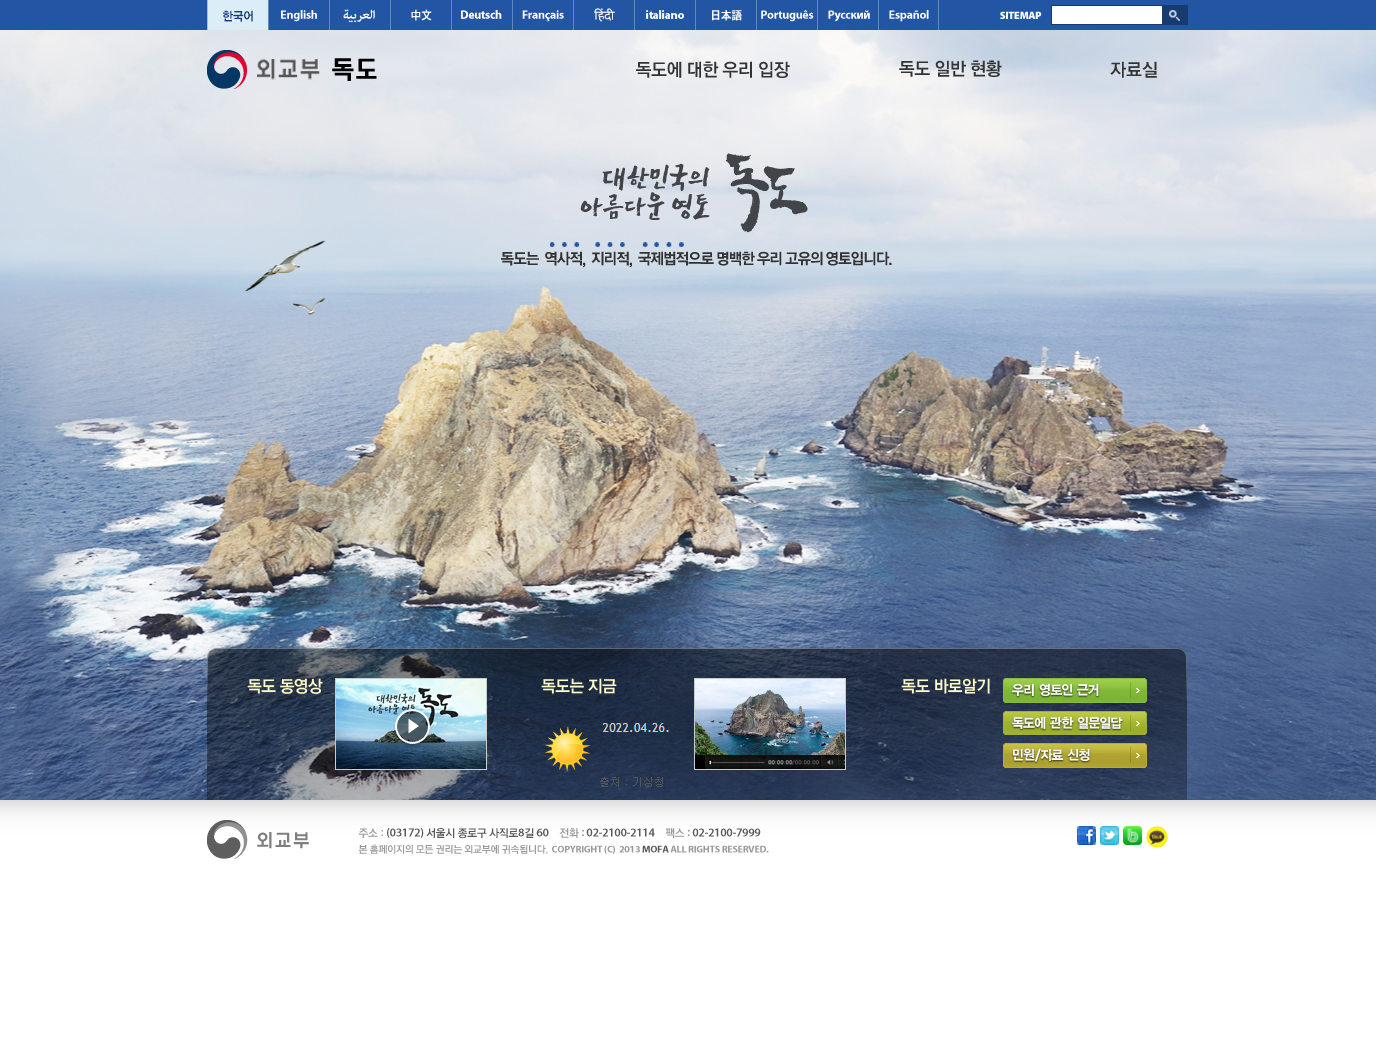 한국어 English العربية 中文 Deutsch Français हिंदी italiano 日本語 Português Русский Español SITEMAP
외교부 독도
독도에 대한 우리 입장 독도 일반 현황 자료실
대한민국의
아름다운 영토 독도
독도는 역사적, 지리적, 국제법적으로 명백한 우리 고유의 영토입니다.
독도 동영상
대한민국의
아름다운 영토 독도
독도는 지금
2022.04.26.
출처 : 기상청
00:00:00/00:00:00
독도 바로알기
우리 영토인 근거
독도에 관한 일문일답
민원/자료 신청
외교부
주소 : (03172) 서울시 종로구 사직로8길 60 전화 : 02-2100-2114 팩스 : 02-2100-7999
본 홈페이지의 모든 권리는 외교부에 귀속됩니다. COPYRIGHT (C) 2013 MOFA ALL RIGHTS RESERVED.